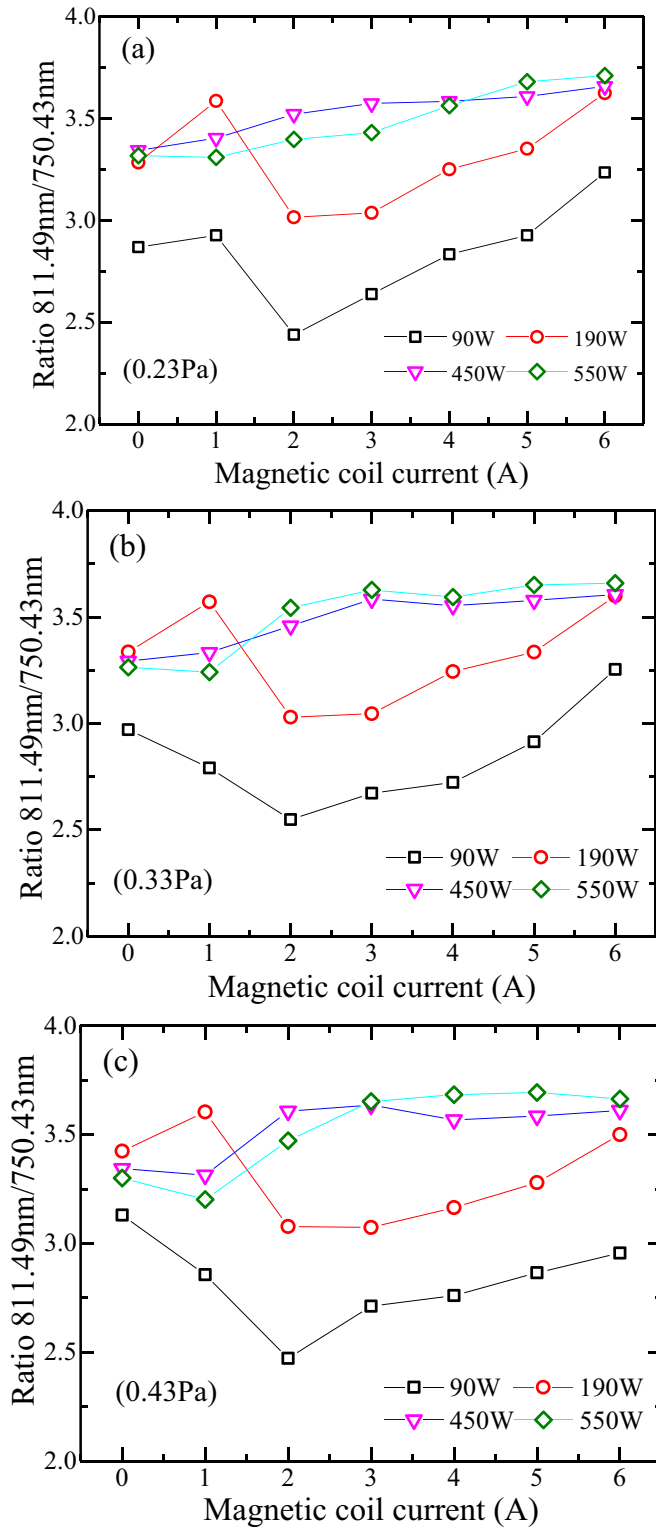 (a)
4.0
3.5
3.0
2.5
2.0
Ratio 811.49nm/750.43nm
(0.23Pa)
90W 190W
450W 550W
0 1 2 3 4 5 6
Magnetic coil current (A)
(b)
4.0
3.5
3.0
2.5
2.0
Ratio 811.49nm/750.43nm
(0.33Pa)
90W 190W
450W 550W
0 1 2 3 4 5 6
Magnetic coil current (A)
(c)
4.0
3.5
3.0
2.5
2.0
Ratio 811.49nm/750.43nm
(0.43Pa)
90W 190W
450W 550W
0 1 2 3 4 5 6
Magnetic coil current (A)